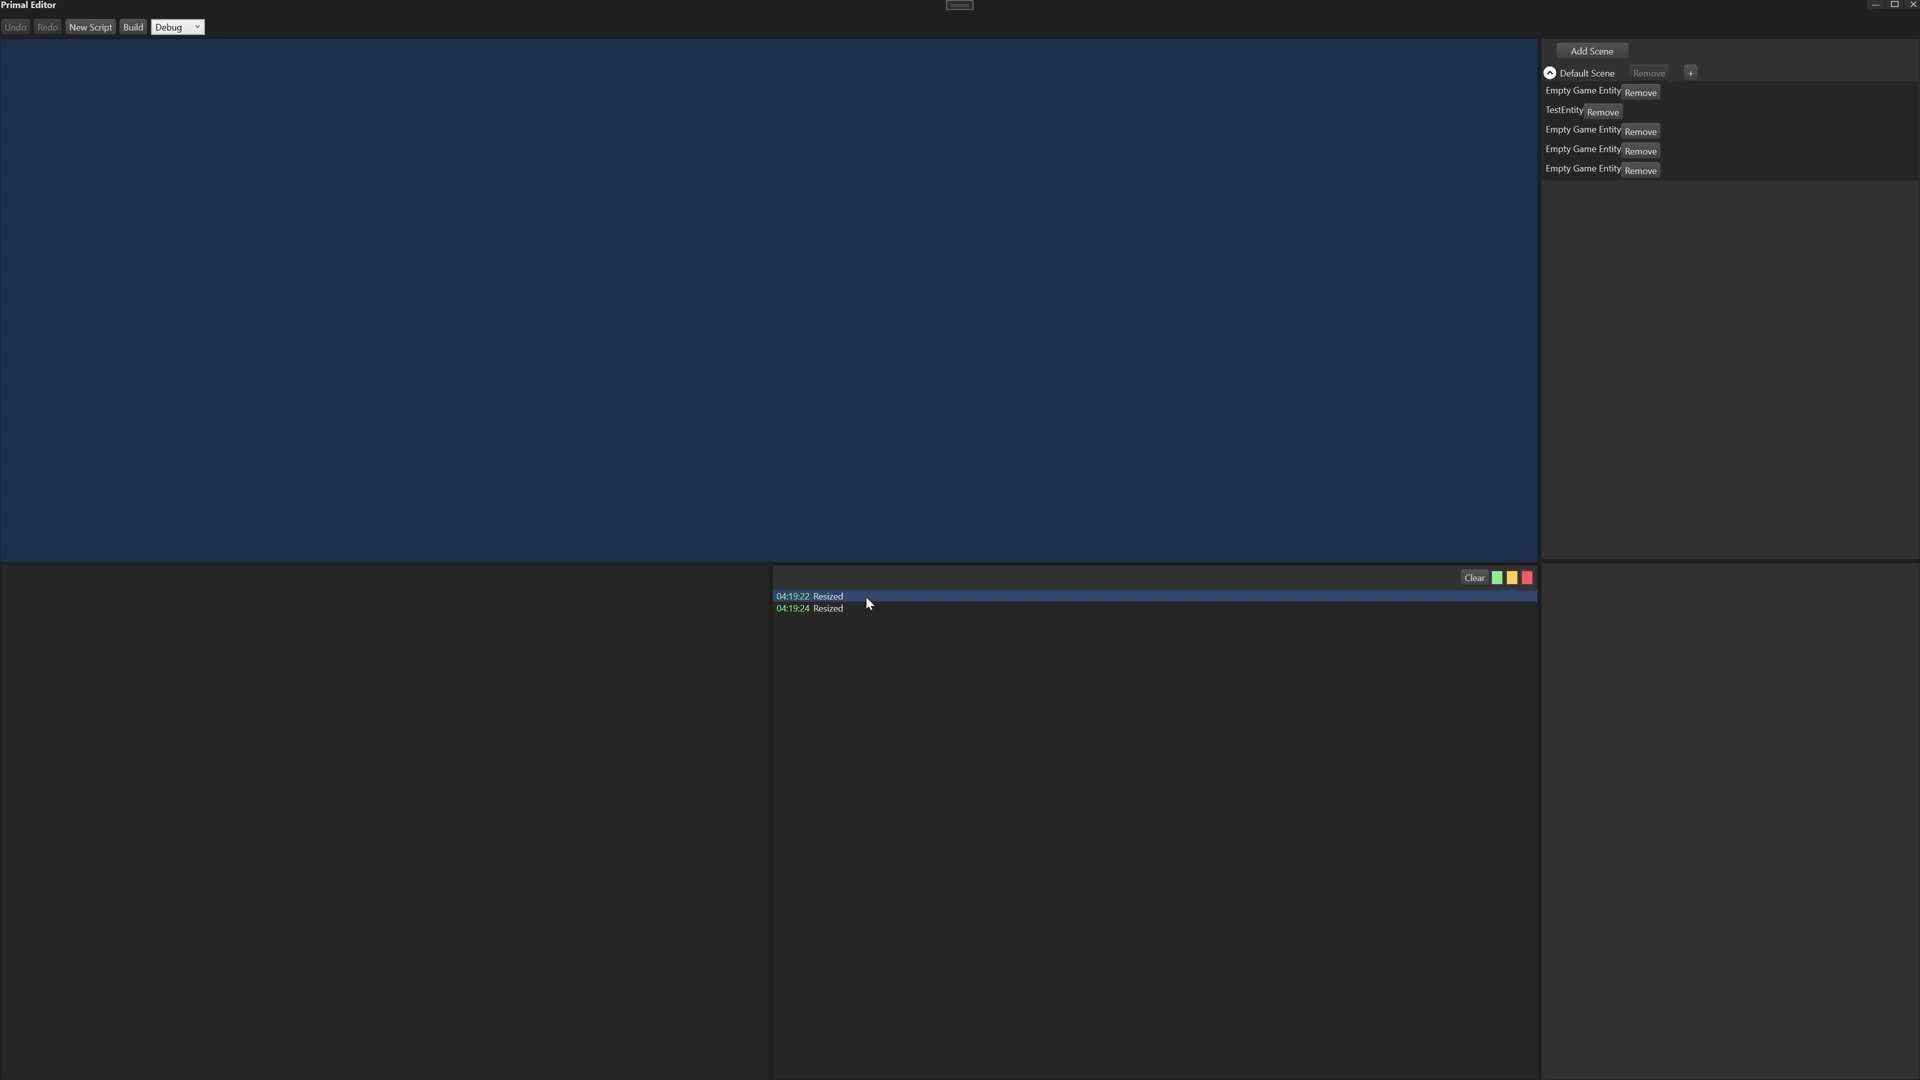 Primal Editor
Undo Redo New Script Build Debug
Add Scene
Default Scene Remove +
Empty Game Entity Remove
TestEntity Remove
Empty Game Entity Remove
Empty Game Entity Remove
Empty Game Entity Remove
Clear
04:19:22 Resized
04:19:24 Resized